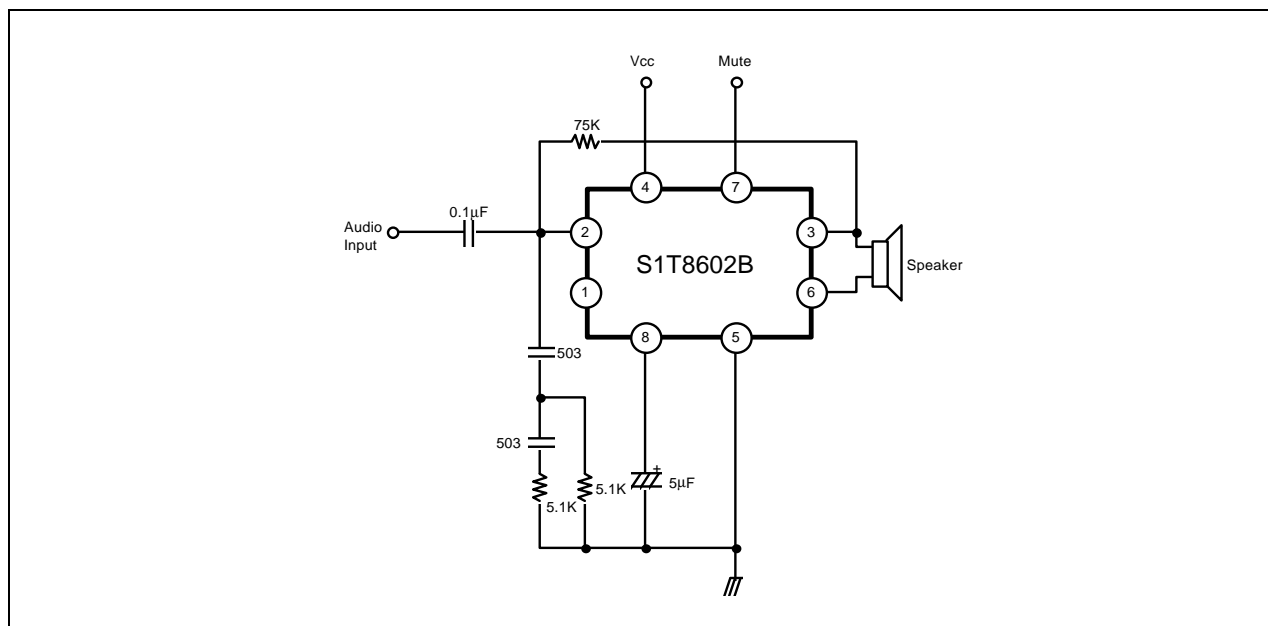 Vcc
Mute
75K
4
7
0.1μF
Audio
Input
2
3
S1T8602B
Speaker
1
6
8
5
503
503
+
5μF
5.1K
5.1K